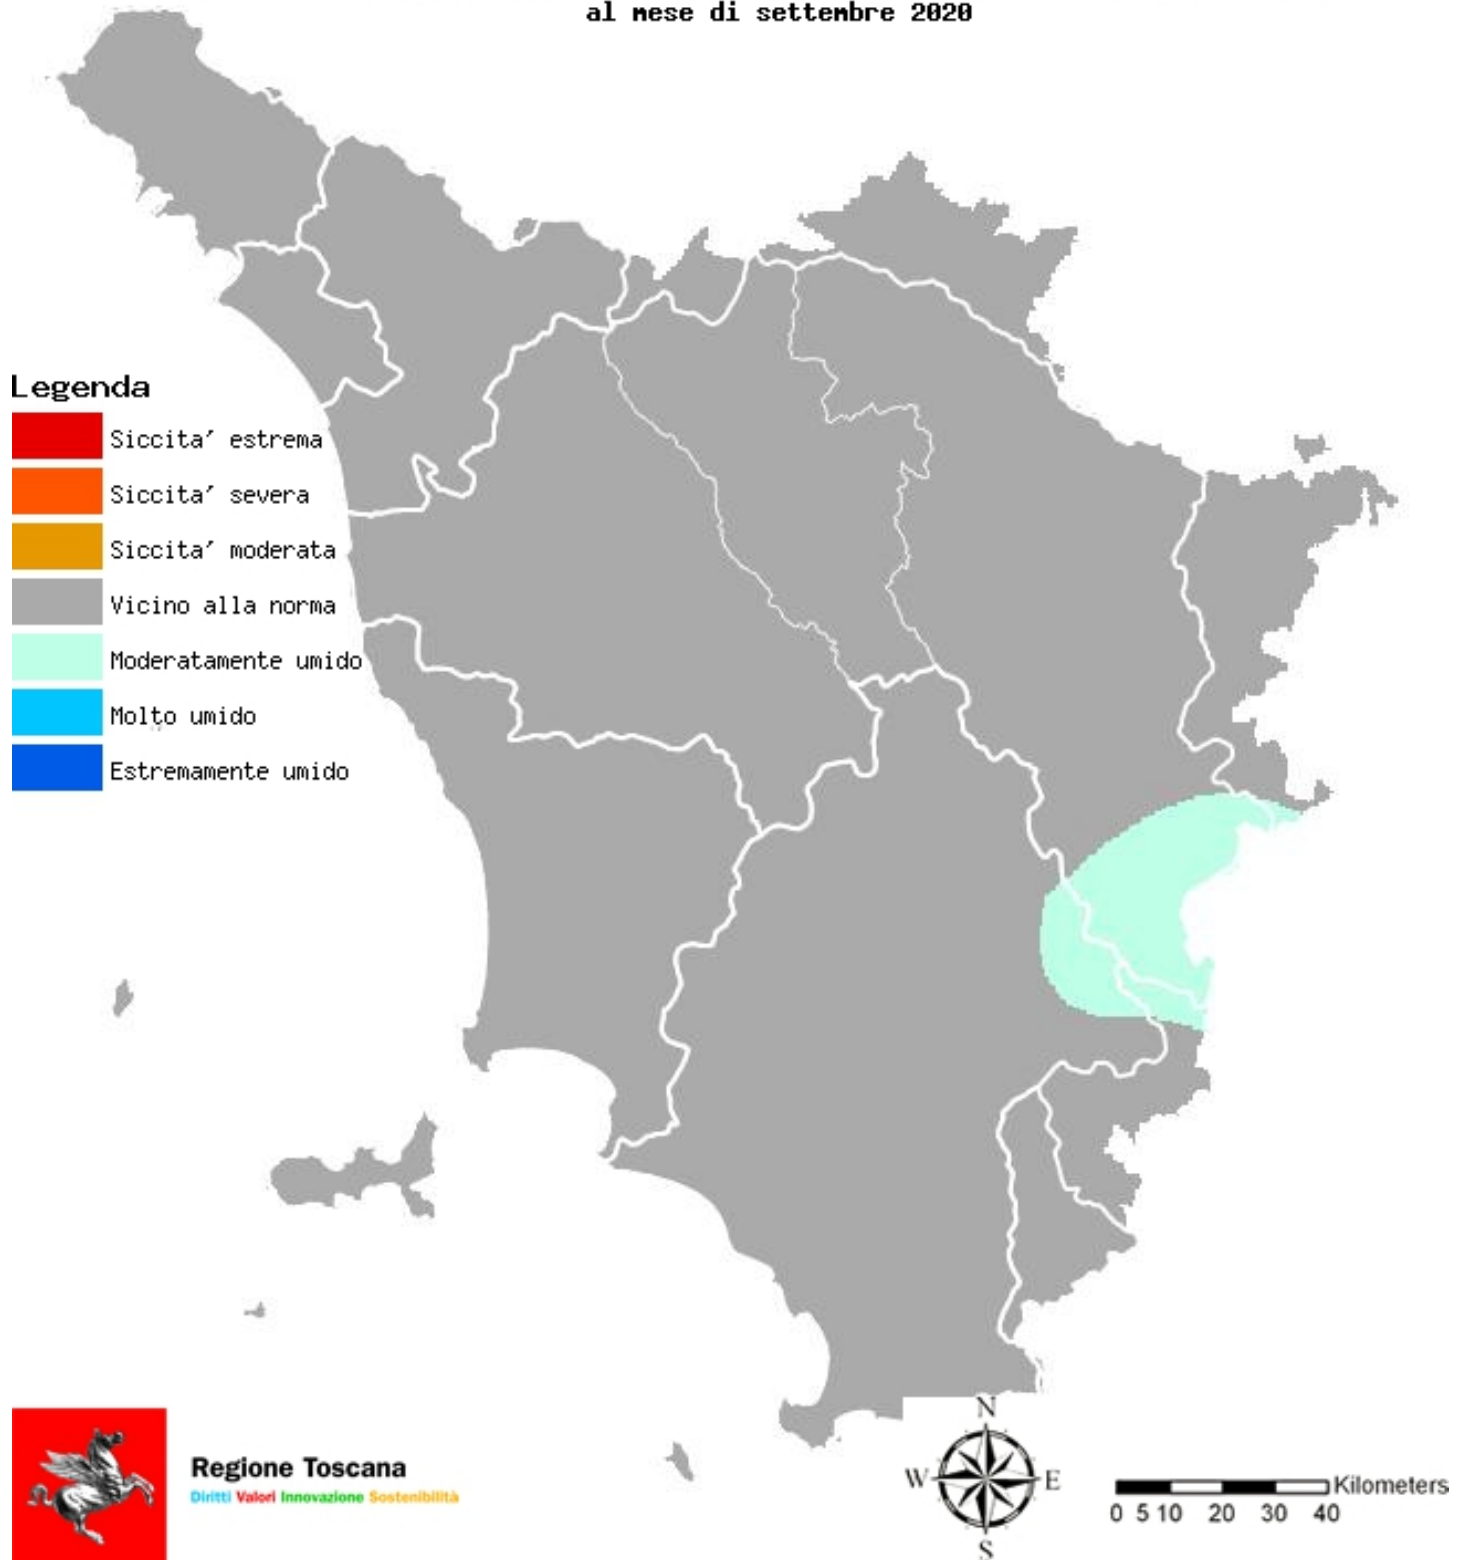 al mese di settembre 2020
Legenda
Siccita' estrema
Siccita' severa
Siccita' moderata
Vicino alla norma
Moderatamente umido
Molto umido
Estremamente umido
Regione Toscana
Diritti Valori Innovazione Sostenibilità
N
W E
S
Kilometers
0 5 10 20 30 40